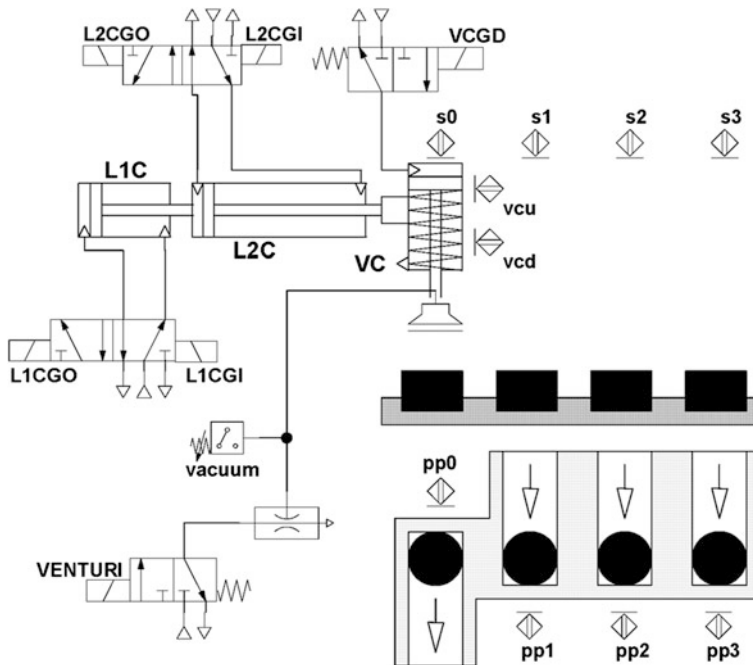 L2CGO
L2CGI
VCGD
s0
s1
s2
s3
L1C
vcu
L2C
VC
vcd
L1CGO
L1CGI
vacuum
pp0
VENTURI
pp1
pp2
pp3